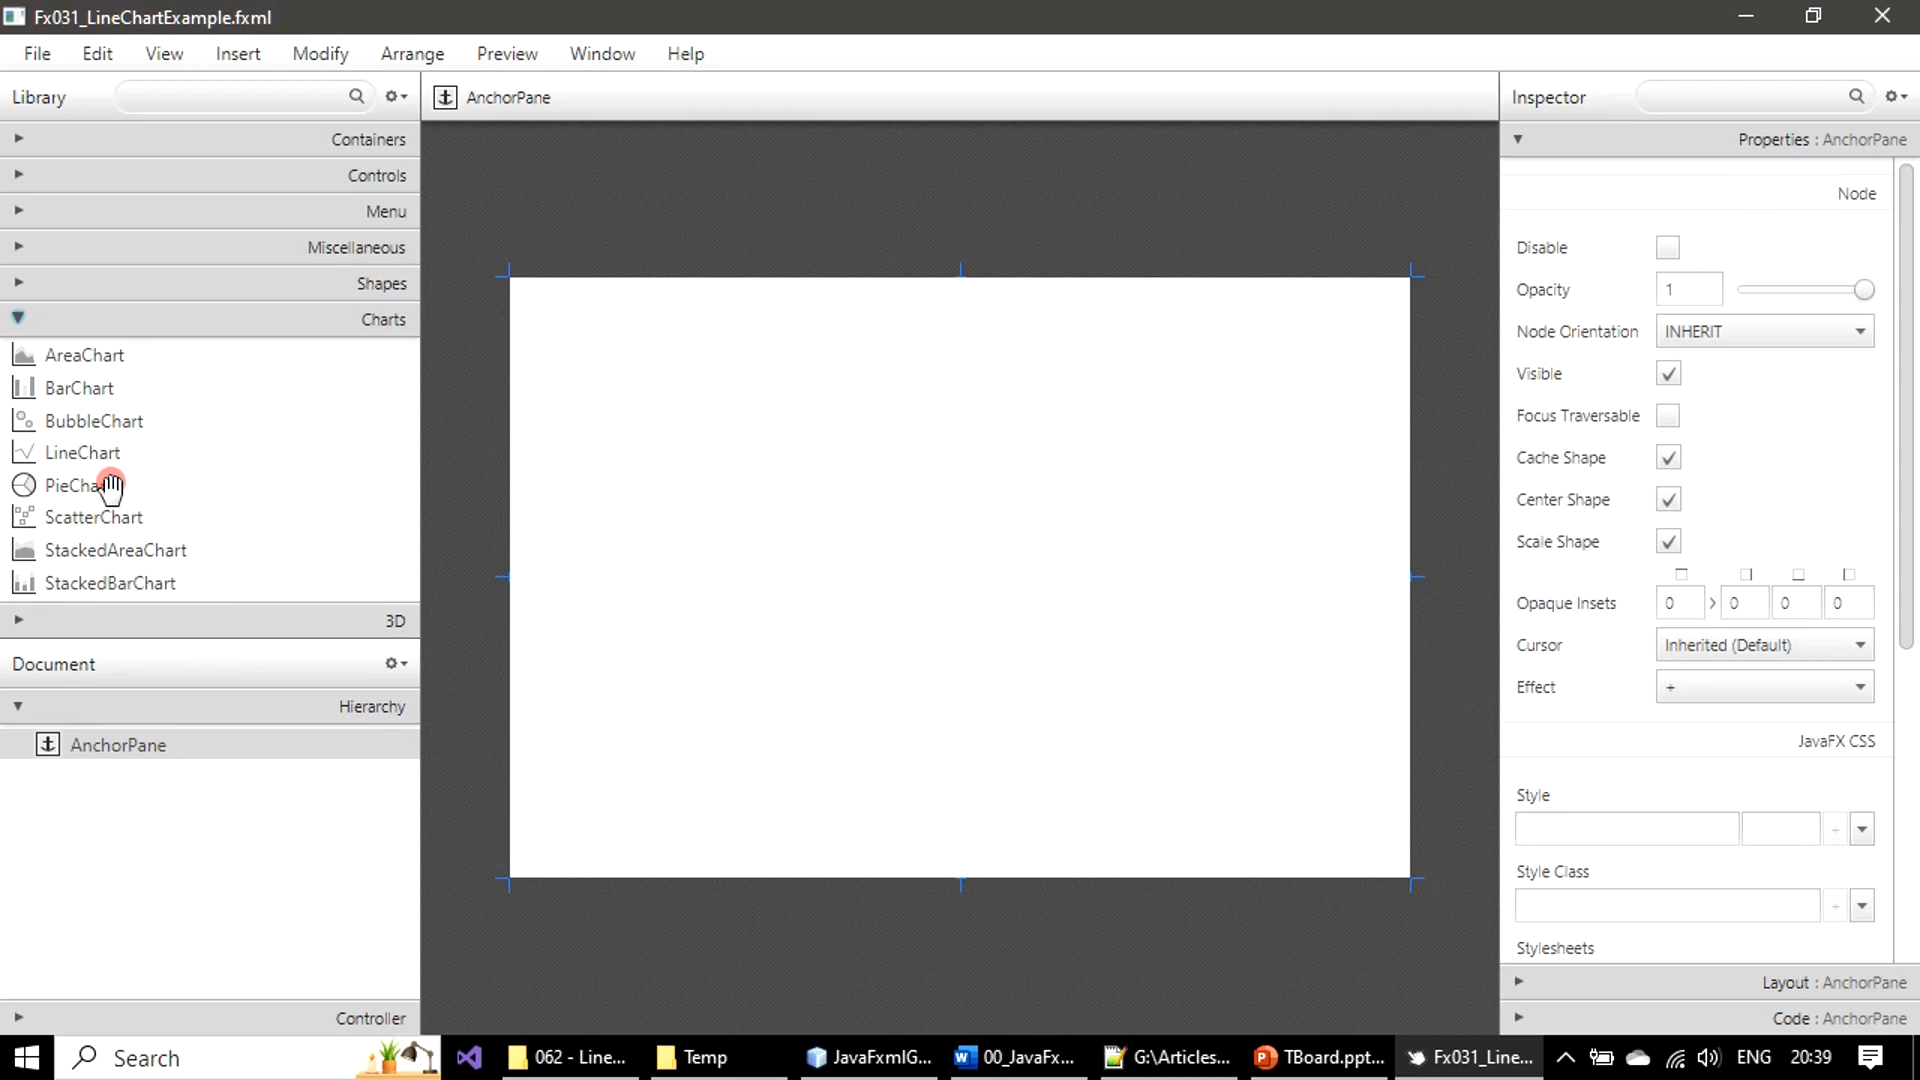 Fx031_LineChartExample.fxml
File Edit View Insert Modify Arrange Preview Window Help
Library
AnchorPane
Inspector
Containers
Controls
Menu
Miscellaneous
Shapes
Charts
AreaChart
BarChart
BubbleChart
LineChart
ScatterChart
StackedAreaChart
StackedBarChart
3D
Document
Hierarchy
AnchorPane
Controller
Properties : AnchorPane
Node
Disable
Opacity 1
Node Orientation INHERIT
Visible
Focus Traversable
Cache Shape
Center Shape
Scale Shape
Opaque Insets 0 0 0 0
Cursor Inherited (Default)
Effect +
JavaFX CSS
Style
Style Class
Stylesheets
Layout : AnchorPane
Code : AnchorPane
Search
062 - Line...
Temp
JavaFxmlG...
00_JavaFx...
G:\Articles...
TBoard.ppt...
Fx031_Line...
ENG
20:39